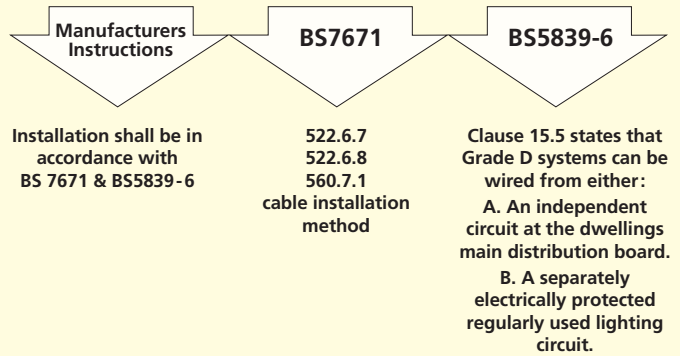 Manufacturers
Instructions
BS7671
BS5839-6
Installation shall be in
accordance with
BS 7671 & BS5839-6
522.6.7
522.6.8
560.7.1
cable installation
method
Clause 15.5 states that
Grade D systems can be
wired from either:
A. An independent
circuit at the dwellings
main distribution board.
B. A separately
electrically protected
regularly used lighting
circuit.